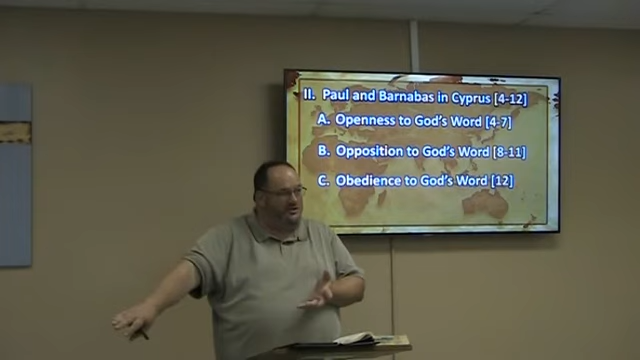 II. Paul and Barnabas in Cyprus [4-12]
A. Openness to God's Word [4-7]
B. Opposition to God's Word [8-11]
C. Obedience to God's Word [12]